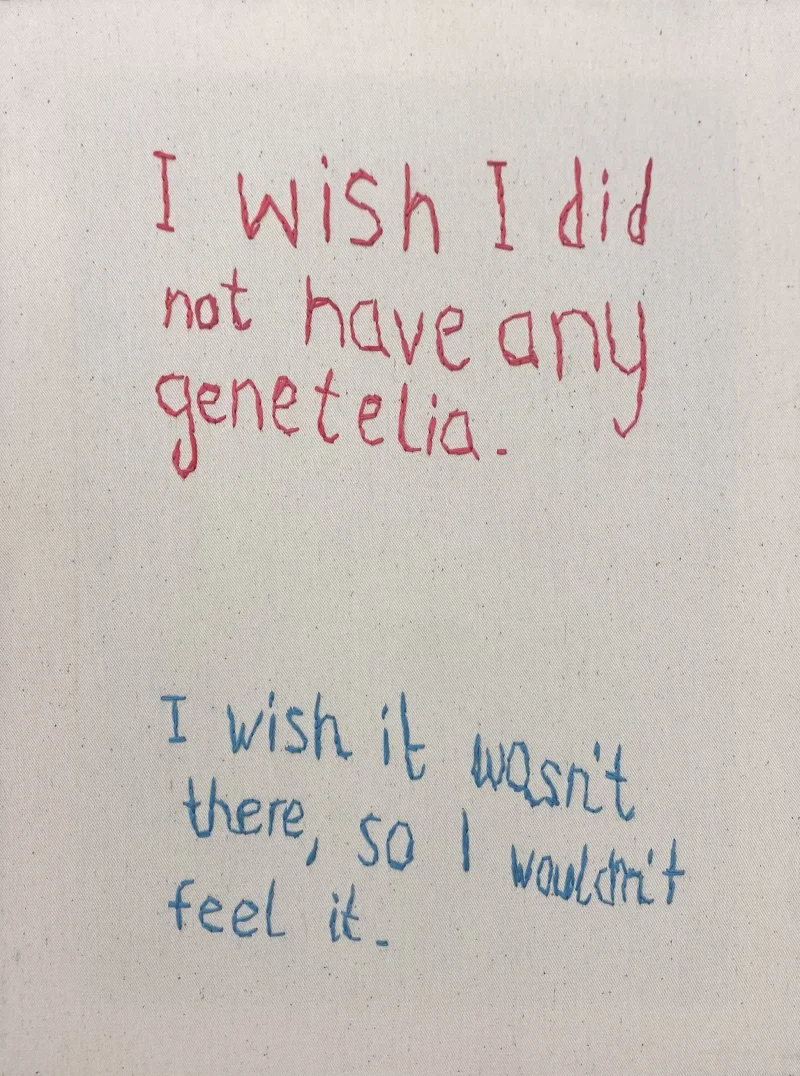 I wish I did
not have any
genetelia.
I wish it wasn't
there, so I wouldn't
feel it.